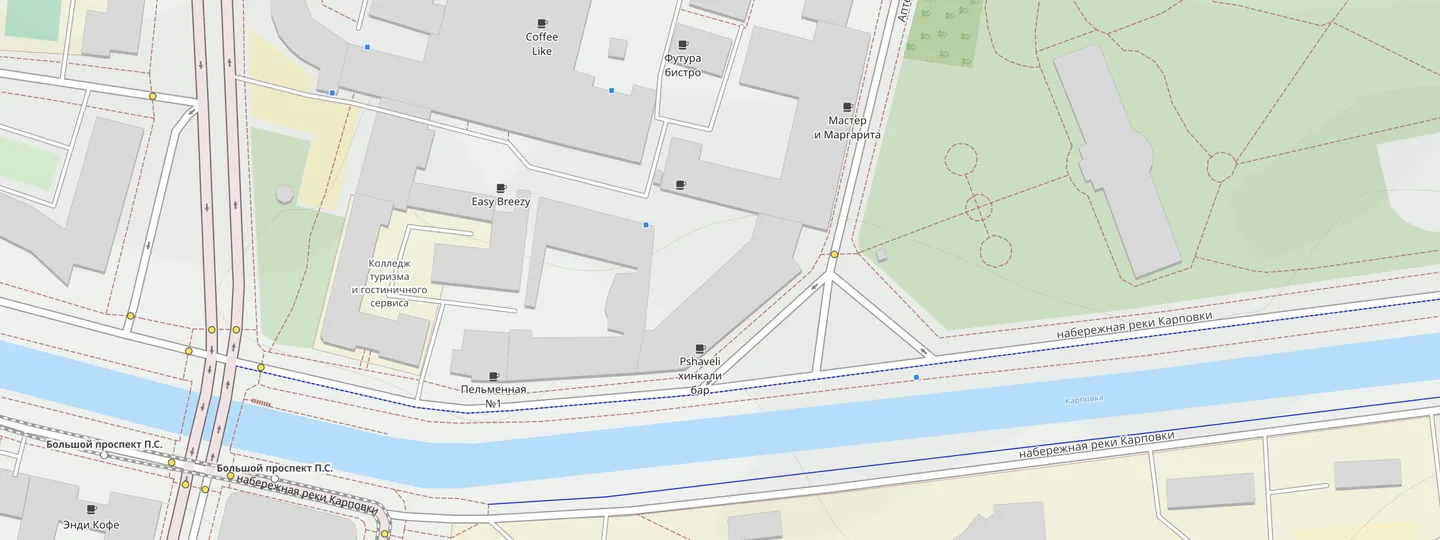 Апте
Coffee
Like
Футура
бистро
Мастер
и Маргарита
Easy Breezy
Колледж
туризма
и гостиничного
сервиса
набережная реки Карповки
Pshaveli
хинкали
бар
Пельменная
№1
Карповка
набережная реки Карповки
Большой проспект П.С.
Большой проспект П.С.
набережная реки Карповки
Энди Кофе